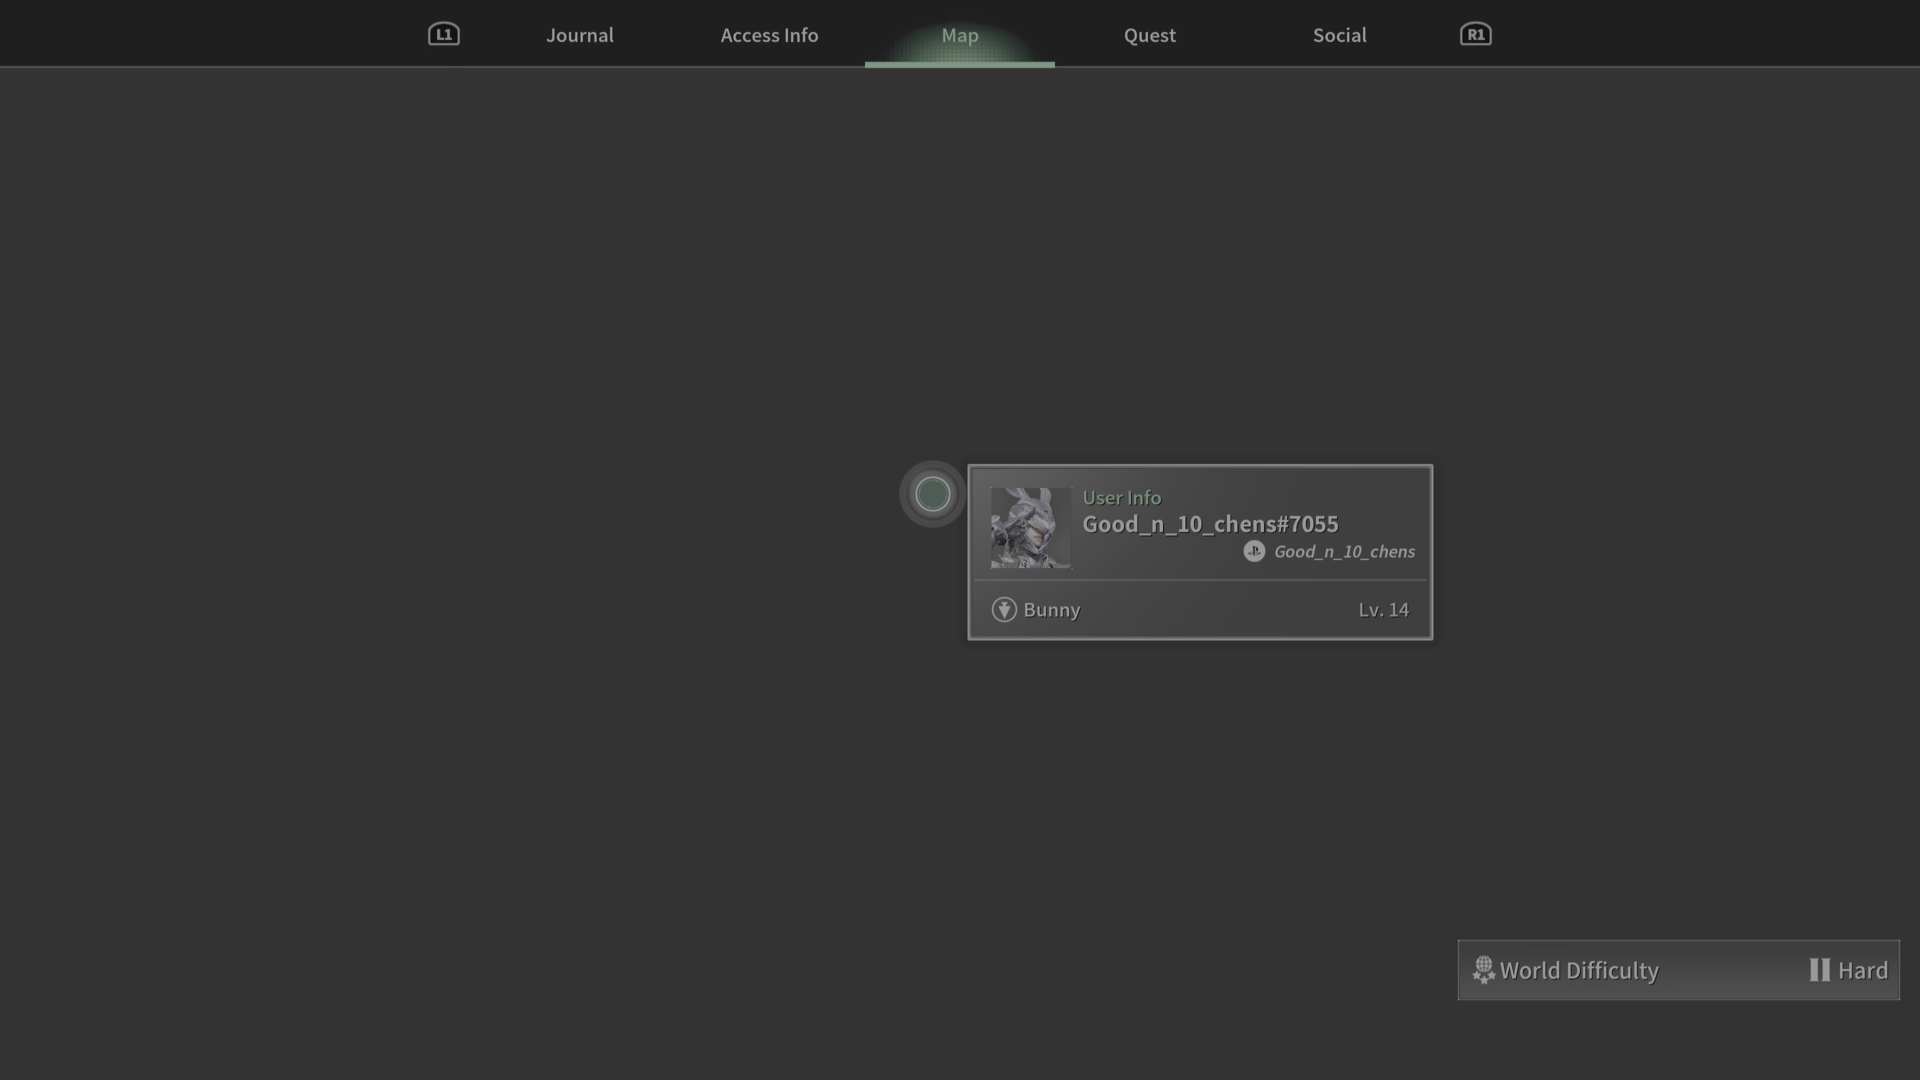 L1 Journal Access Info Map Quest Social R1
User Info
Good_n_10_chens#7055
Good_n_10_chens
Bunny Lv. 14
World Difficulty Hard